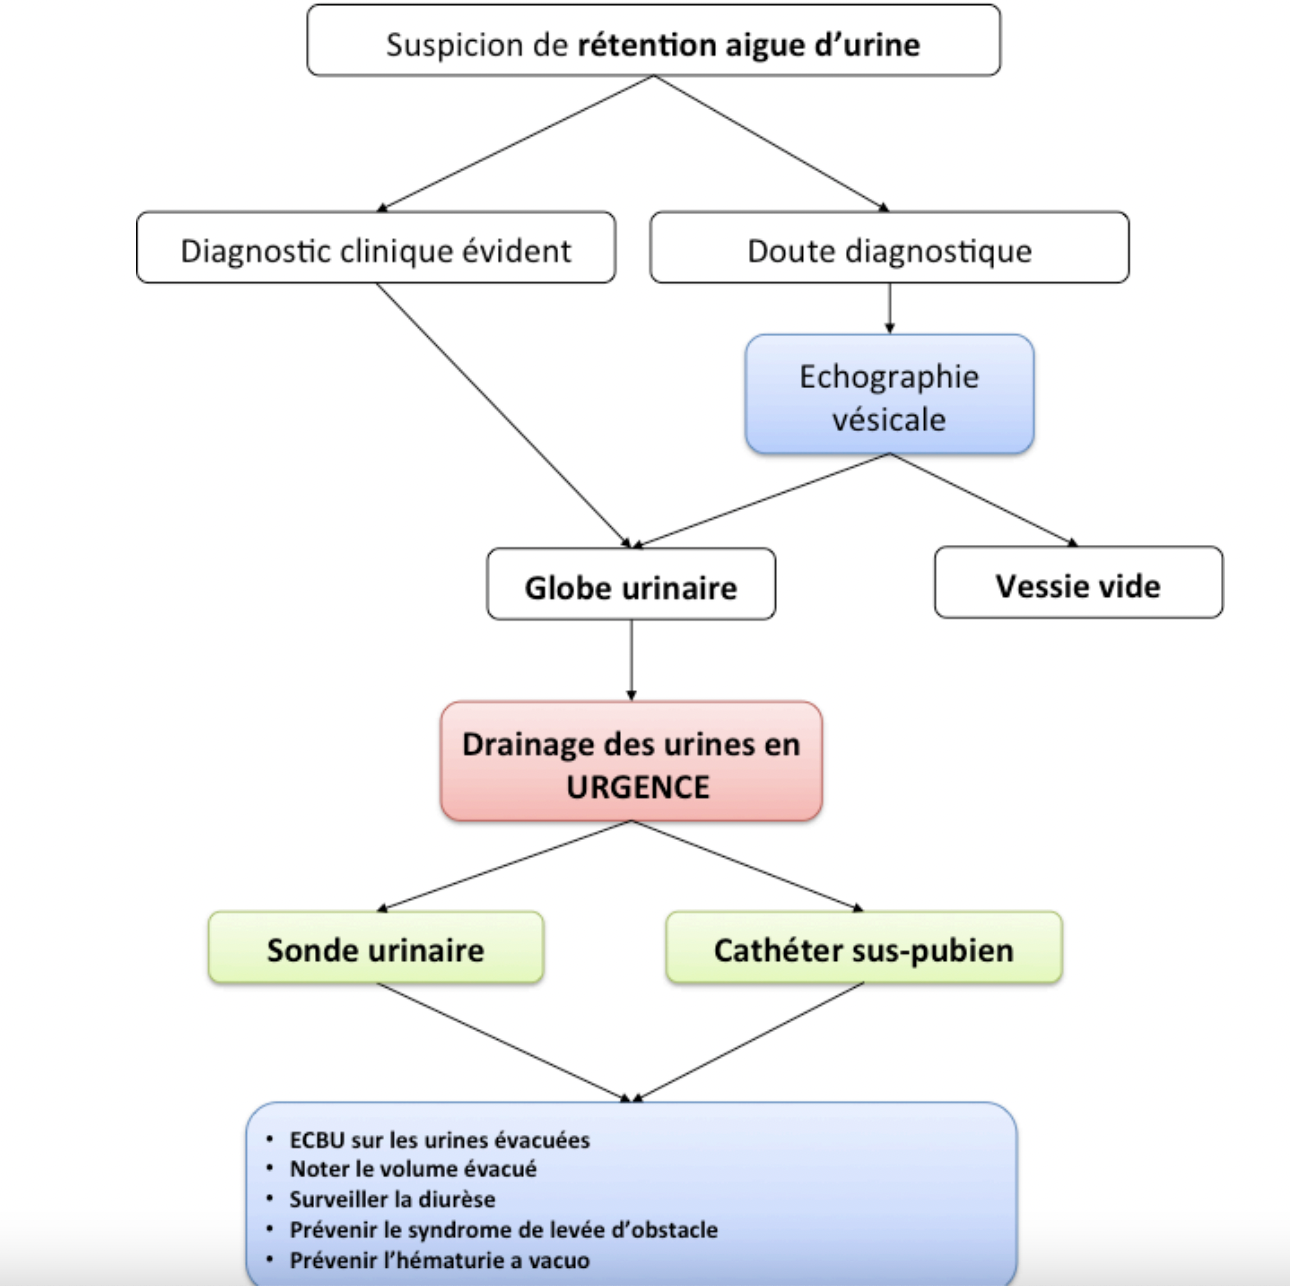 Suspicion de rétention aigue d'urine
Diagnostic clinique évident
Doute diagnostique
Echographie
vésicale
Globe urinaire
Vessie vide
Drainage des urines en
URGENCE
Sonde urinaire
Cathéter sus-pubien
• ECBU sur les urines évacuées
• Noter le volume évacué
• Surveiller la diurèse
• Prévenir le syndrome de levée d'obstacle
• Prévenir l'hématurie a vacuo